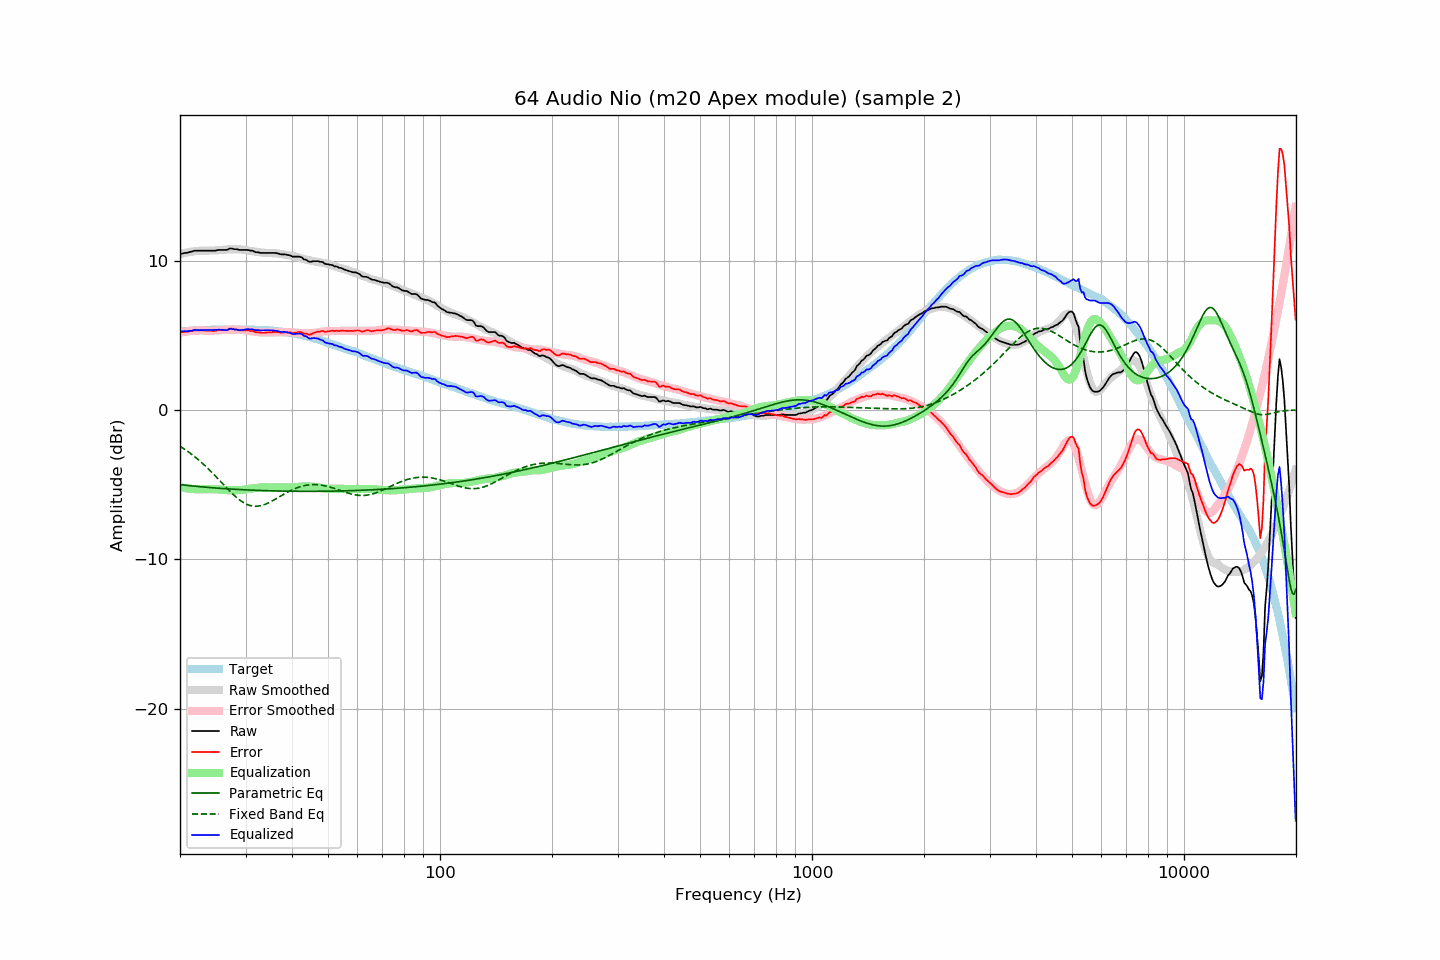 64 Audio Nio (m20 Apex module) (sample 2)
Amplitude (dBr)
10
0
−10
−20
Target
Raw Smoothed
Error Smoothed
Raw
Error
Equalization
Parametric Eq
Fixed Band Eq
Equalized
100
1000
10000
Frequency (Hz)